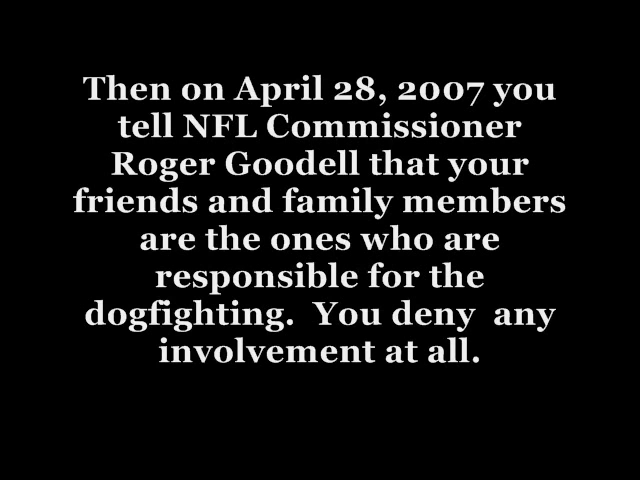 Then on April 28, 2007 you
tell NFL Commissioner
Roger Goodell that your
friends and family members
are the ones who are
responsible for the
dogfighting.  You deny  any
involvement at all.